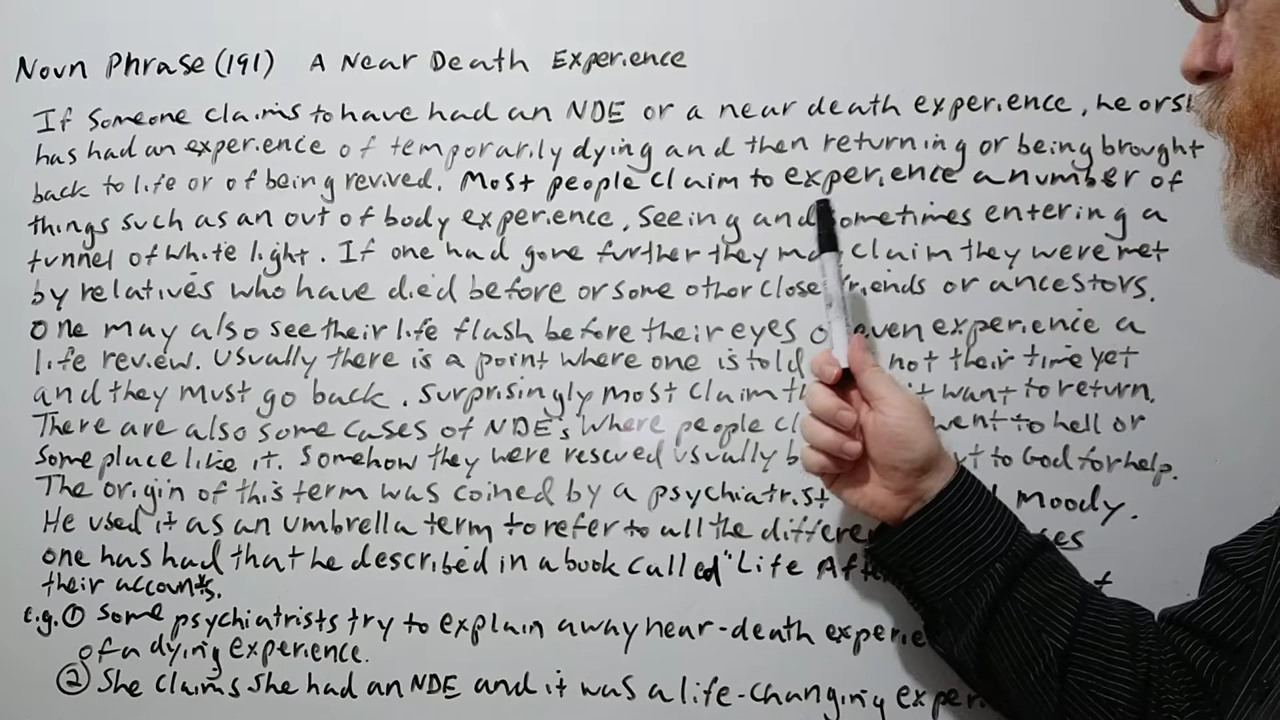 Noun Phrase (191) A Near Death Experience
If someone claims to have had an NDE or a near death experience, he or
has had an experience of temporarily dying and then returning or being brought
back to life or of being revived. Most people claim to experience a number of
things such as an out of body experience, seeing and sometimes entering a
tunnel of white light. If one had gone further they may claim they were met
by relatives who have died before or some other close friends or ancestors.
One may also see their life flash before their eyes or even experience a
life review. Usually there is a point where one is told not their time yet
and they must go back. Surprisingly most claim want to return.
There are also some cases of NDE's where people went to hell or
some place like it. Somehow they were rescued usually to God for help.
The origin of this term was coined by a psychiatrist Moody.
He used it as an umbrella term to refer to all the
one has had that he described in a book called "Life
their accounts.
E.g. ① Some psychiatrists try to explain away near-death
of a dying experience.
② She claims she had an NDE and it was a life-changing